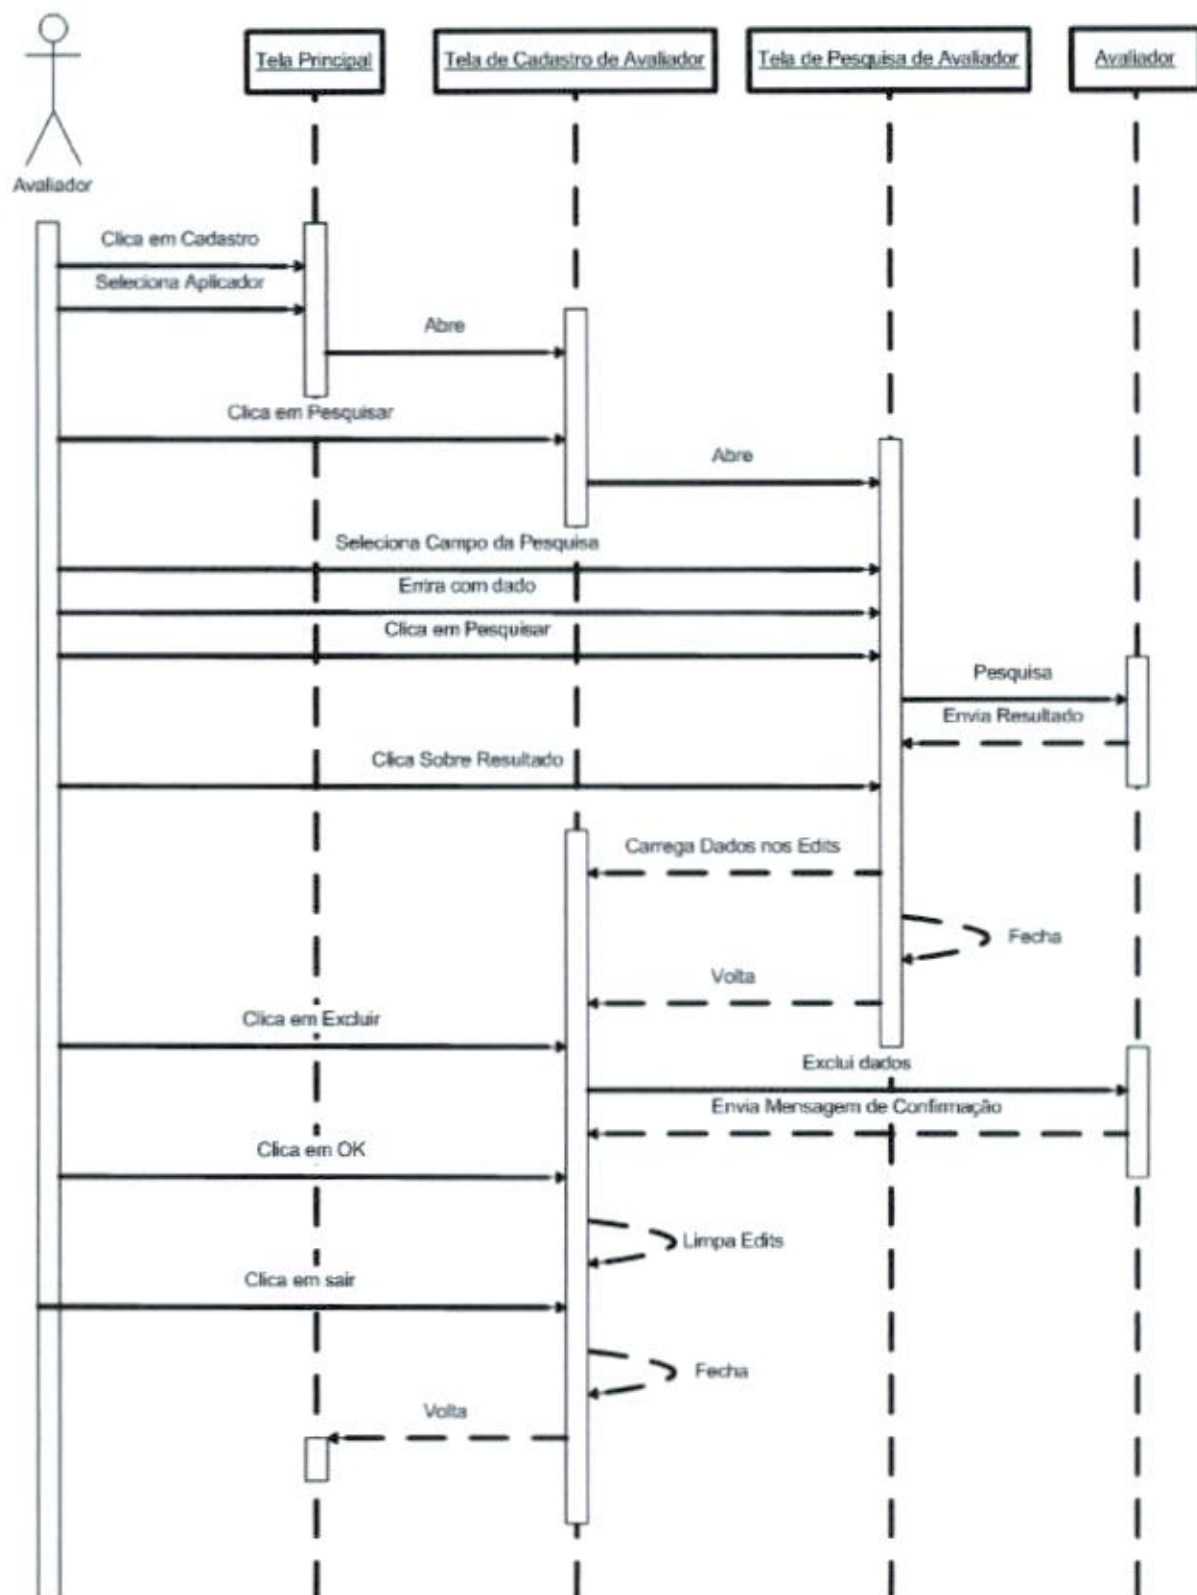 Tela Principal
Tela de Cadastro de Avaliador
Tela de Pesquisa de Avaliador
Avaliador
Avaliador
Clica em Cadastro
Seleciona Aplicador
Abre
Clica em Pesquisar
Abre
Seleciona Campo da Pesquisa
Entra com dado
Clica em Pesquisar
Pesquisa
Envia Resultado
Clica Sobre Resultado
Carrega Dados nos Edits
Fecha
Volta
Clica em Excluir
Exclui dados
Envia Mensagem de Confirmação
Clica em OK
Limpa Edits
Clica em sair
Fecha
Volta